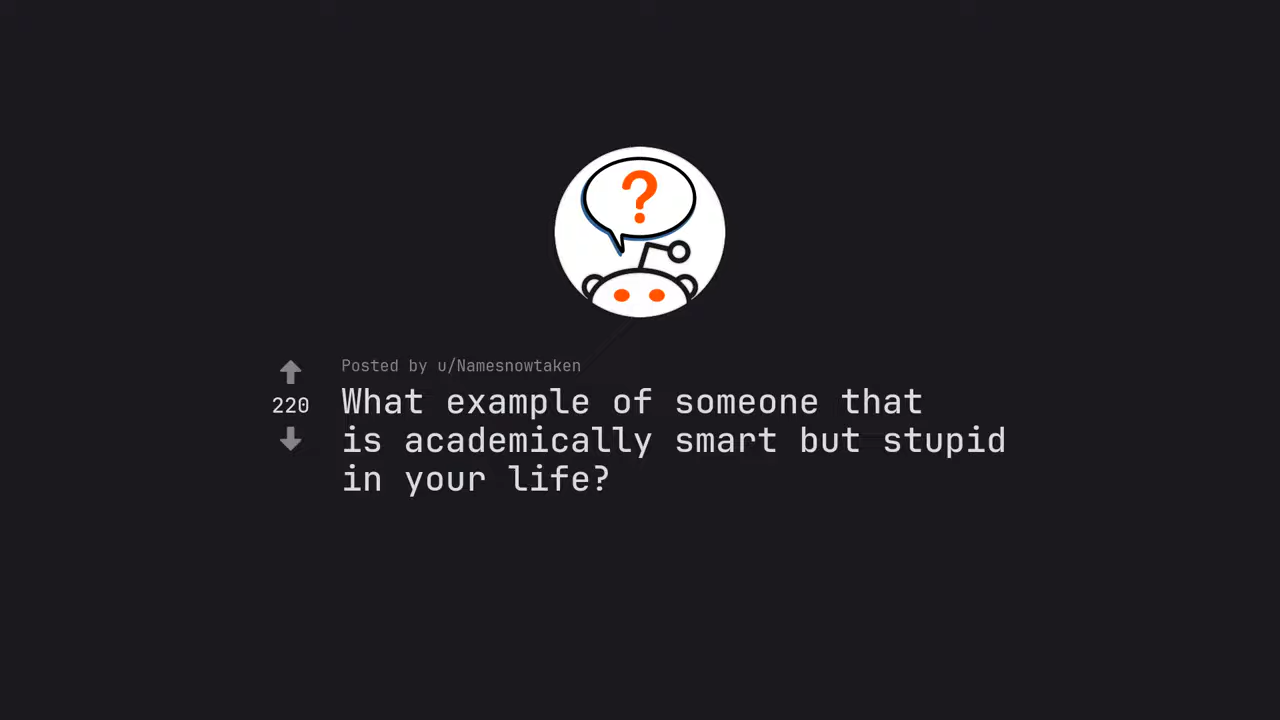 ?
Posted by u/Namesnowtaken
220
What example of someone that
is academically smart but stupid
in your life?